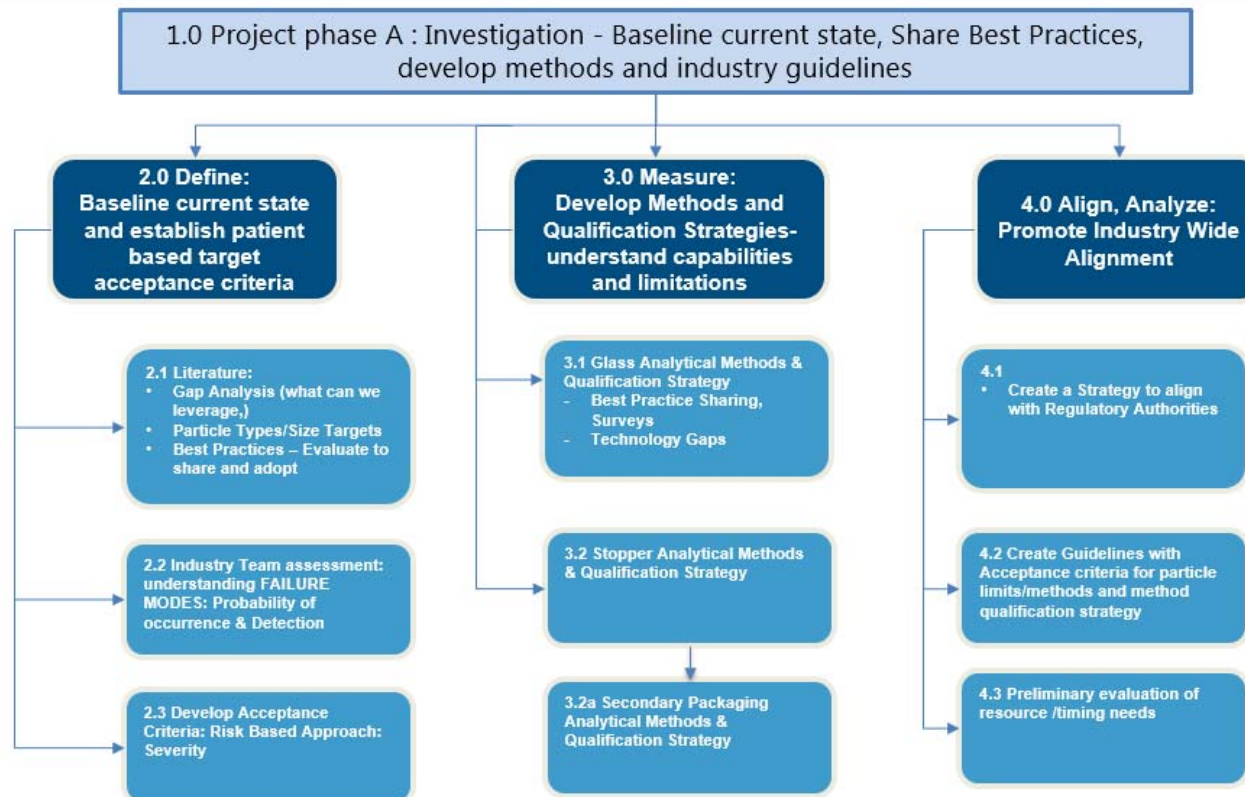 1.0 Project phase A : Investigation - Baseline current state, Share Best Practices,
develop methods and industry guidelines
2.0 Define:
Baseline current state
and establish patient
based target
acceptance criteria
2.1 Literature:
• Gap Analysis (what can we
leverage,)
• Particle Types/Size Targets
• Best Practices – Evaluate to
share and adopt
2.2 Industry Team assessment:
understanding FAILURE
MODES: Probability of
occurrence & Detection
2.3 Develop Acceptance
Criteria: Risk Based Approach:
Severity
3.0 Measure:
Develop Methods and
Qualification Strategies-
understand capabilities
and limitations
3.1 Glass Analytical Methods &
Qualification Strategy
- Best Practice Sharing,
Surveys
- Technology Gaps
3.2 Stopper Analytical Methods
& Qualification Strategy
3.2a Secondary Packaging
Analytical Methods &
Qualification Strategy
4.0 Align, Analyze:
Promote Industry Wide
Alignment
4.1
• Create a Strategy to align
with Regulatory Authorities
4.2 Create Guidelines with
Acceptance criteria for particle
limits/methods and method
qualification strategy
4.3 Preliminary evaluation of
resource /timing needs